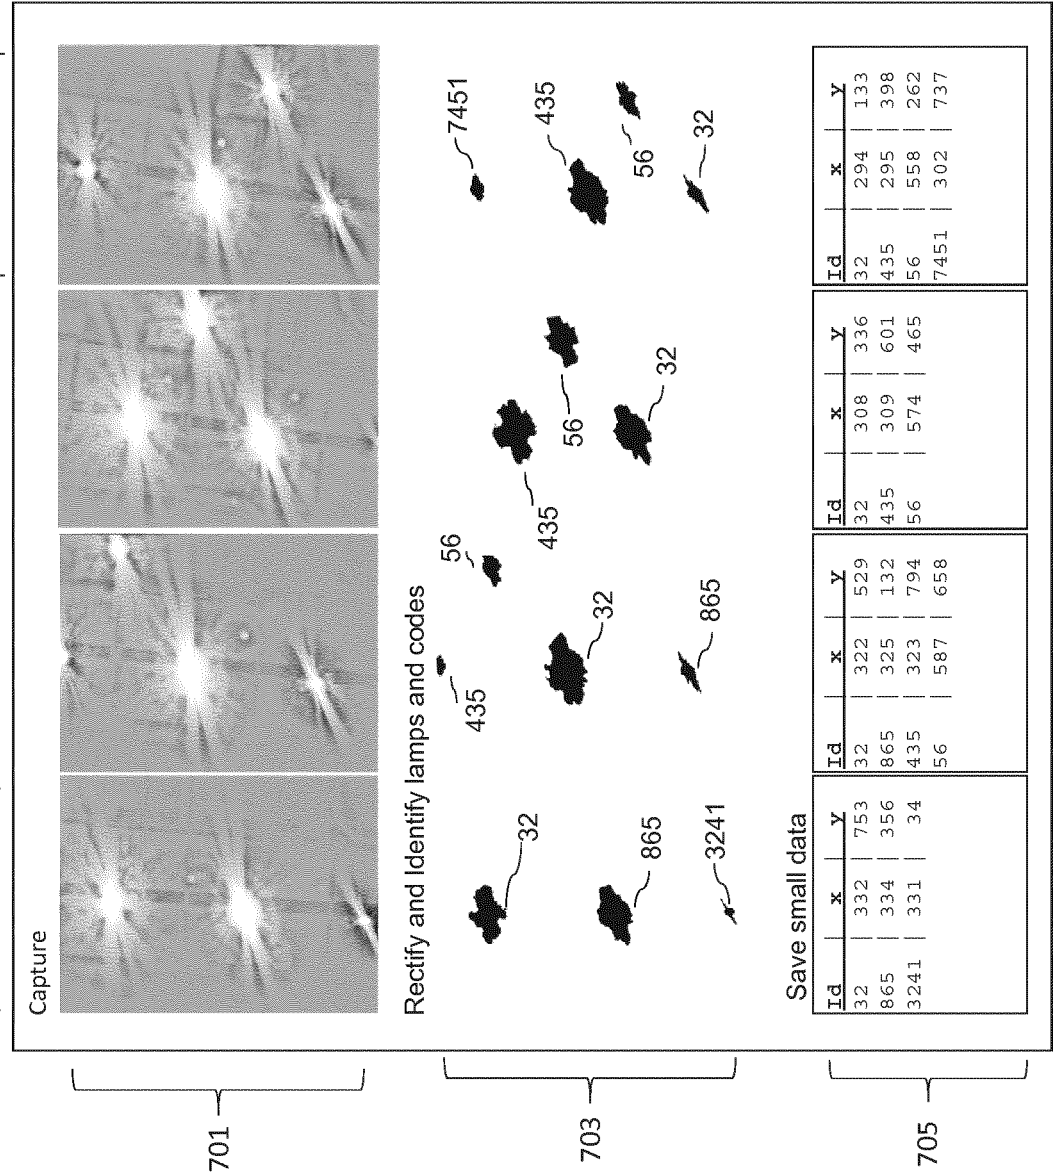 Capture
701
Rectify and Identify lamps and codes
703
32
865
3241
435
56
32
865
435
56
32
7451
435
56
32
Save small data
705
Id | x | y
32 | 332 | 753
865 | 334 | 356
3241 | 331 | 34
Id | x | y
32 | 322 | 529
865 | 325 | 132
435 | 323 | 794
56 | 587 | 658
Id | x | y
32 | 308 | 336
435 | 309 | 601
56 | 574 | 465
Id | x | y
32 | 294 | 133
435 | 295 | 398
56 | 558 | 262
7451 | 302 | 737